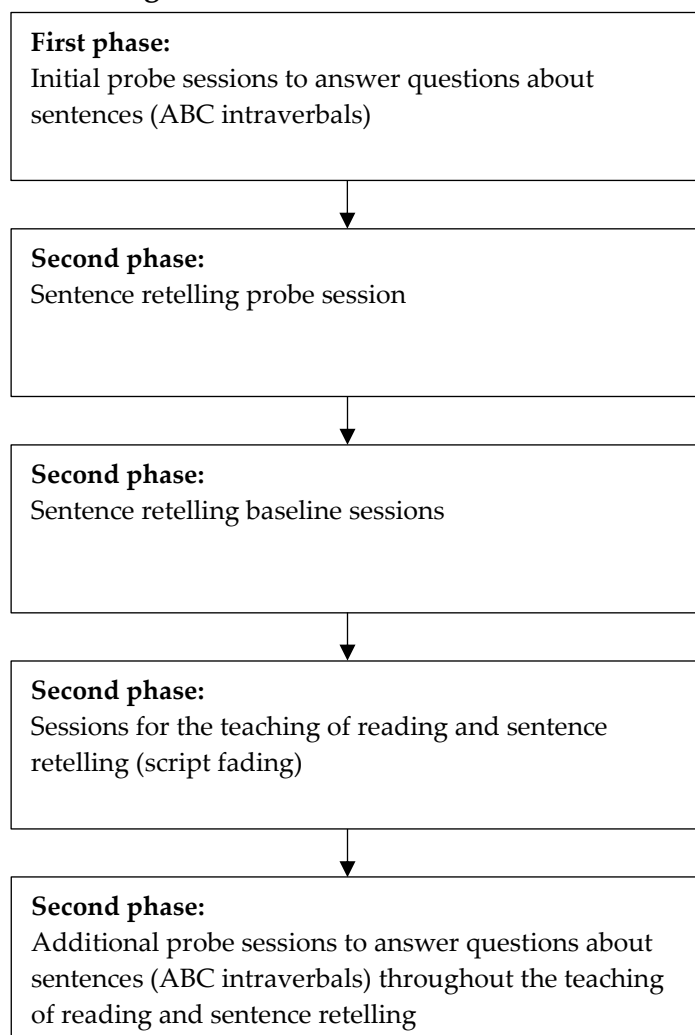 First phase:
Initial probe sessions to answer questions about
sentences (ABC intraverbals)
Second phase:
Sentence retelling probe session
Second phase:
Sentence retelling baseline sessions
Second phase:
Sessions for the teaching of reading and sentence
retelling (script fading)
Second phase:
Additional probe sessions to answer questions about
sentences (ABC intraverbals) throughout the teaching
of reading and sentence retelling